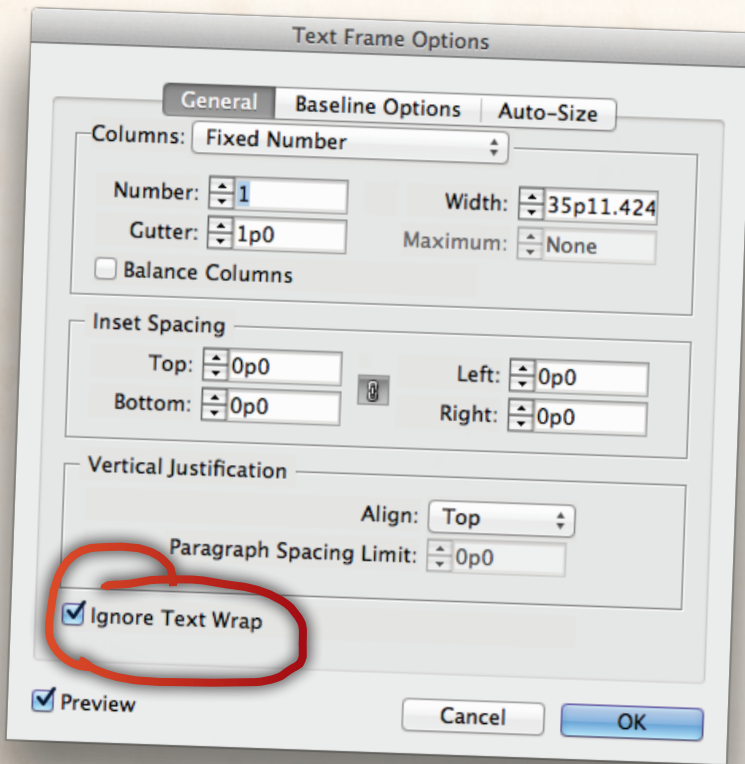 Text Frame Options
General Baseline Options Auto-Size
Columns: Fixed Number
Number: 1 Width: 35p11.424
Gutter: 1p0 Maximum: None
Balance Columns
Inset Spacing
Top: 0p0 Left: 0p0
Bottom: 0p0 Right: 0p0
Vertical Justification
Align: Top
Paragraph Spacing Limit: 0p0
Ignore Text Wrap
Preview Cancel OK